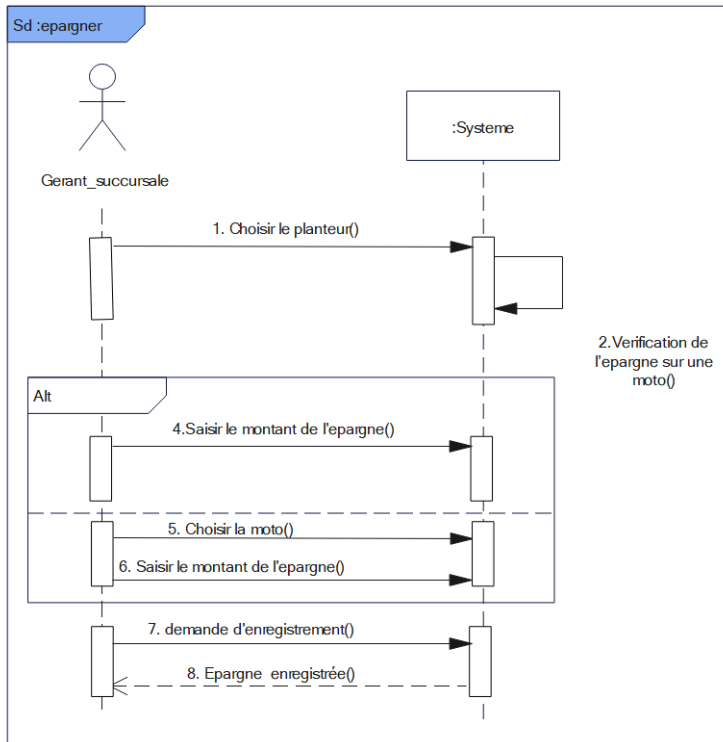 Sd :epargner
Gerant_succursale
:Systeme
1. Choisir le planteur()
2.Verification de
l'epargne sur une
moto()
Alt
4.Saisir le montant de l'epargne()
5. Choisir la moto()
6. Saisir le montant de l'epargne()
7. demande d'enregistrement()
8. Epargne enregistrée()